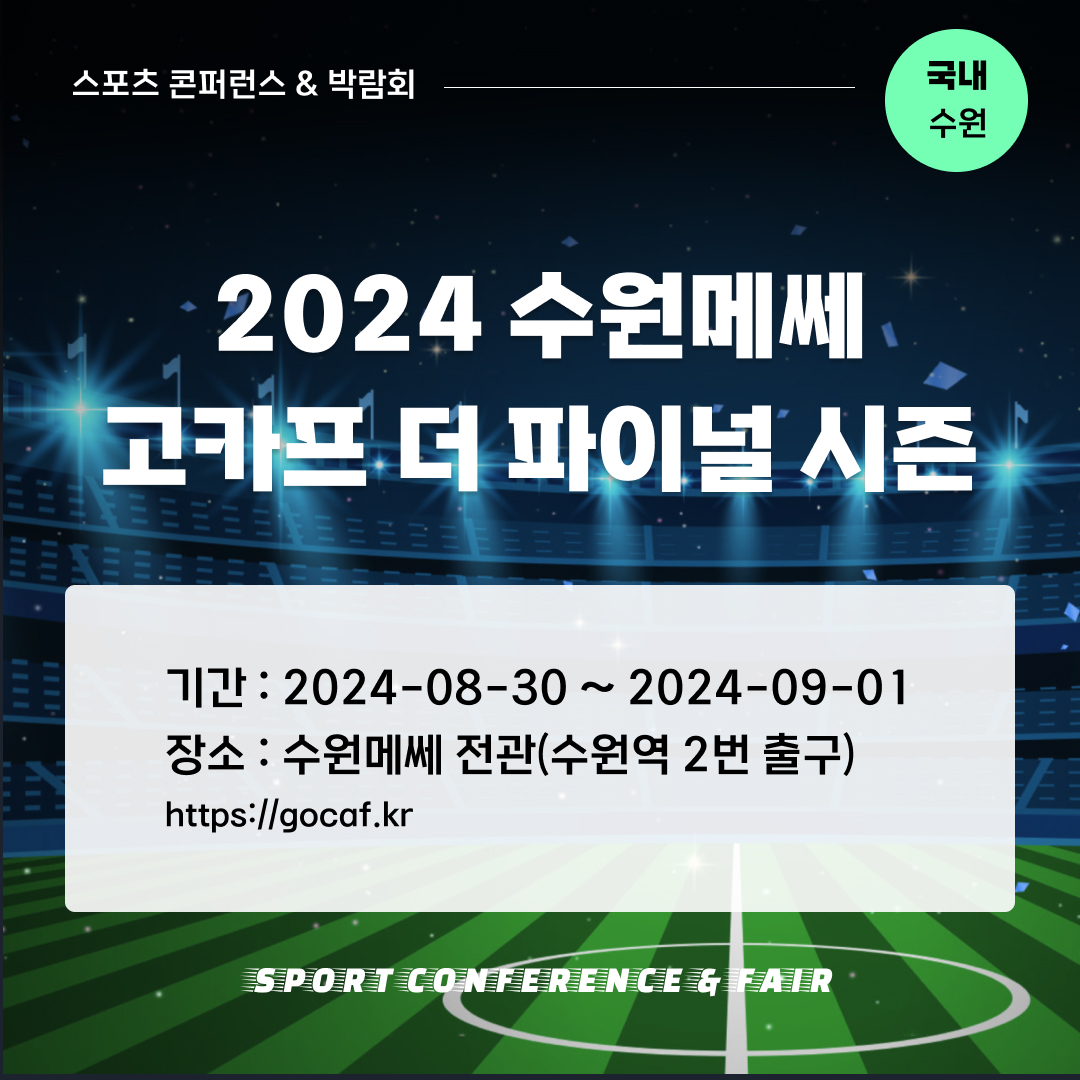 스포츠 콘퍼런스 & 박람회
국내
수원
2024 수원메쎄
고카프 더 파이널 시즌
기간 : 2024-08-30 ~ 2024-09-01
장소 : 수원메쎄 전관(수원역 2번 출구)
https://gocaf.kr
SPORT CONFERENCE & FAIR